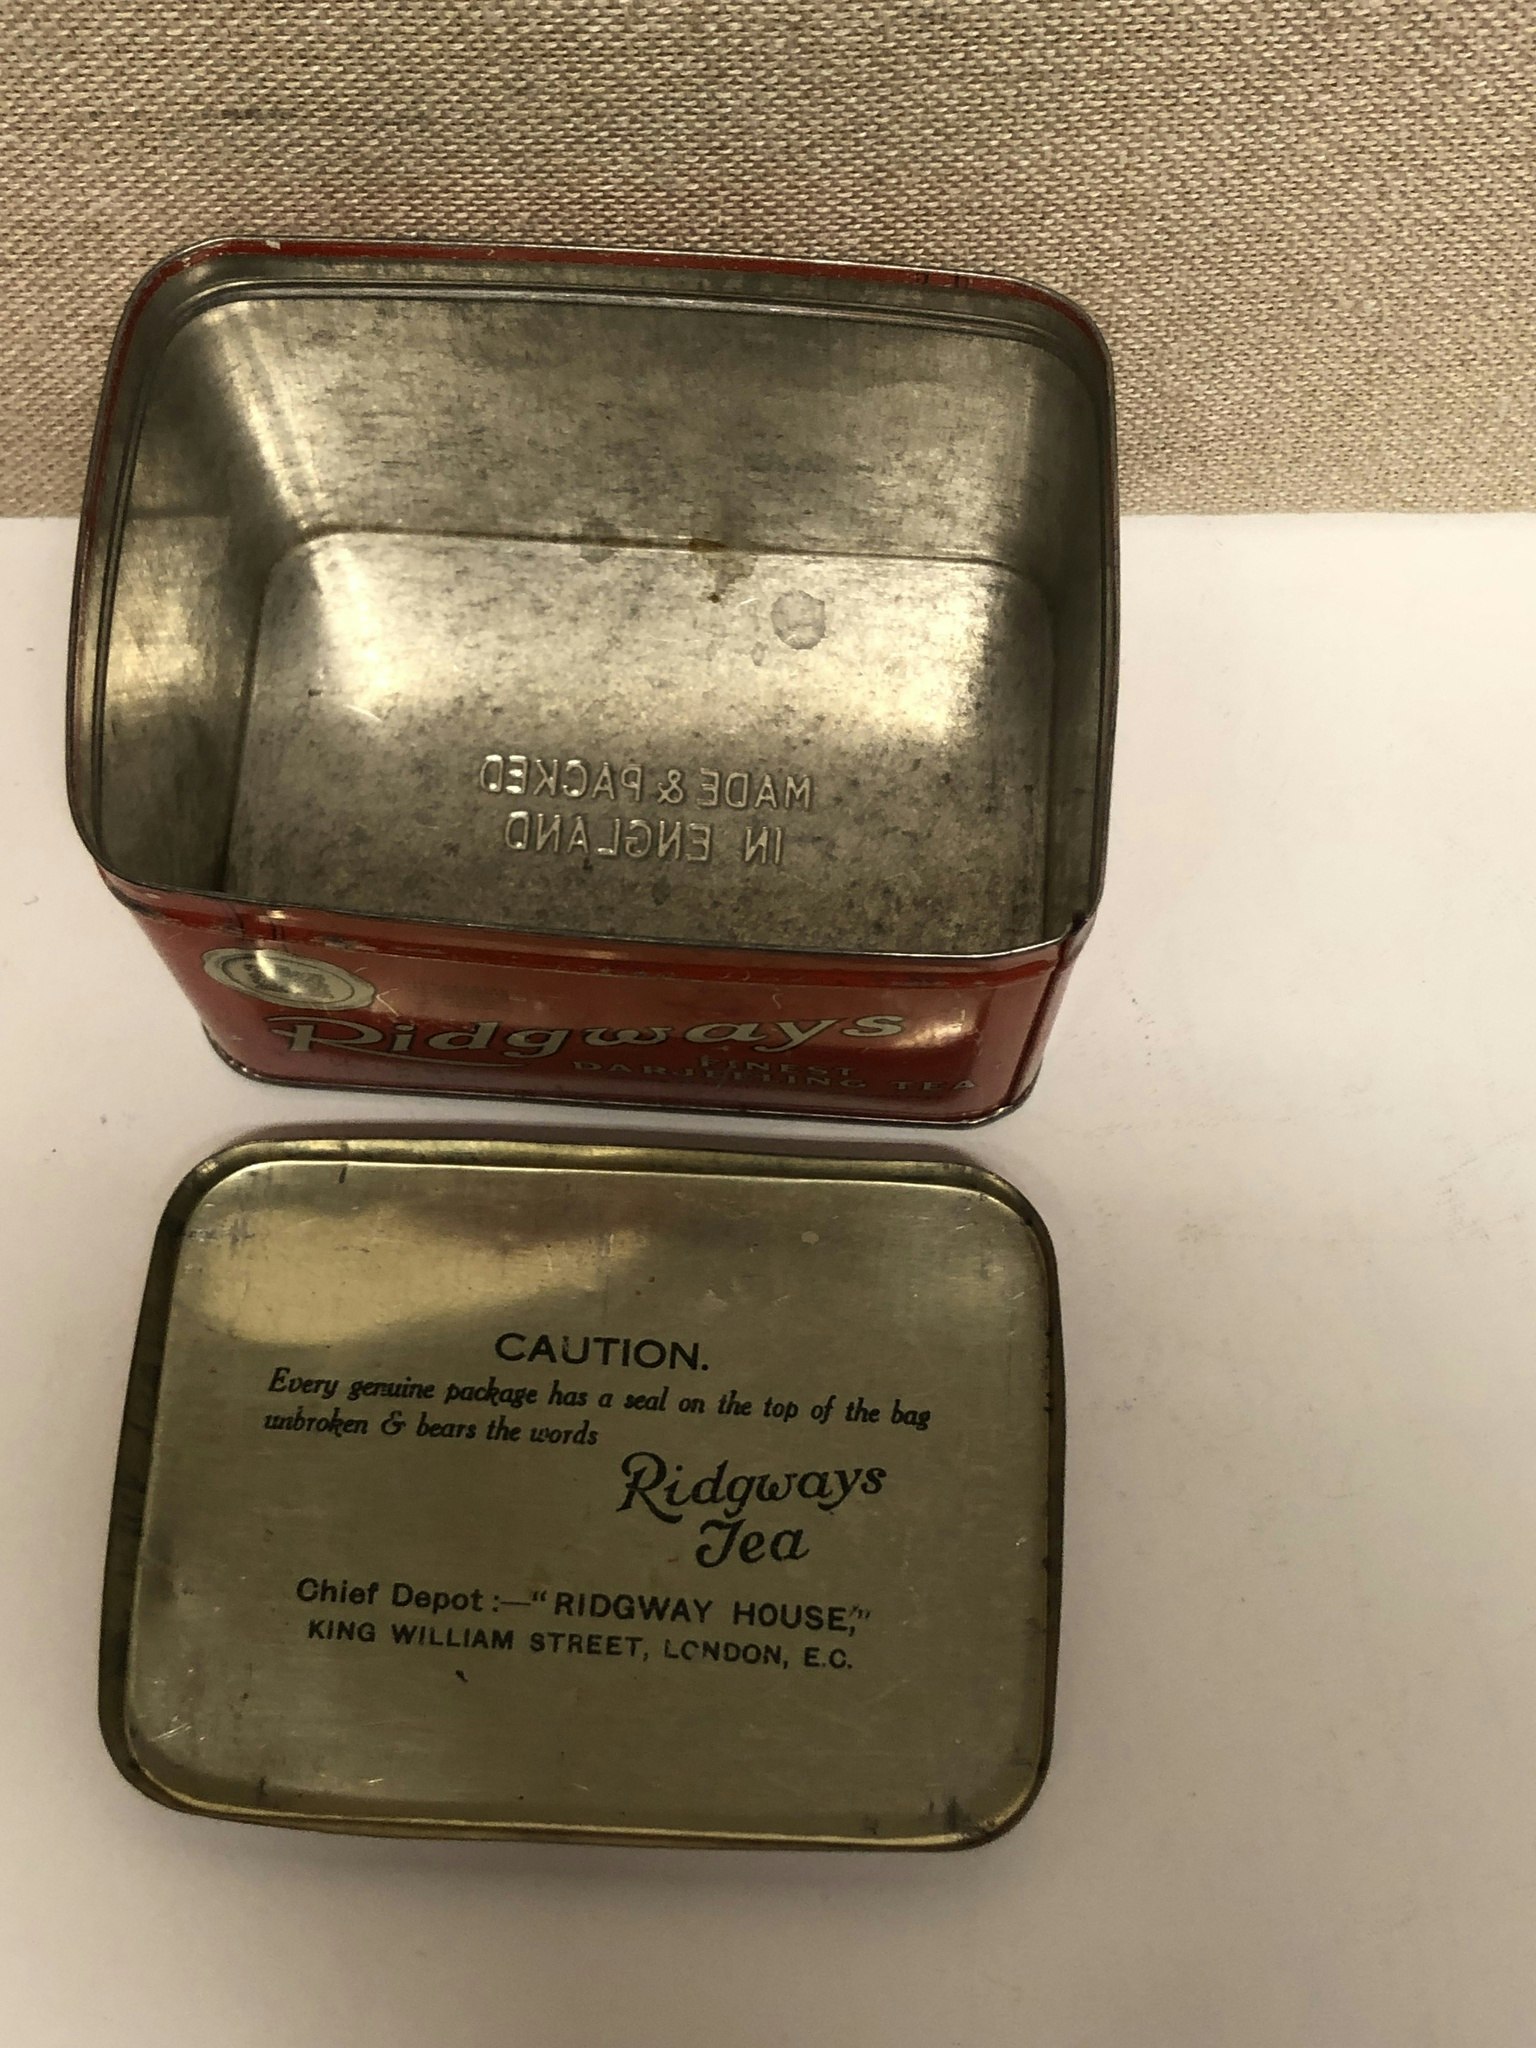 MADE & PACKED
IN ENGLAND
Ridgways
FINEST
DARJEELING TEA
CAUTION.
Every genuine package has a seal on the top of the bag
unbroken & bears the words
Ridgways
Tea
Chief Depot :—"RIDGWAY HOUSE,"
KING WILLIAM STREET, LONDON, E.C.